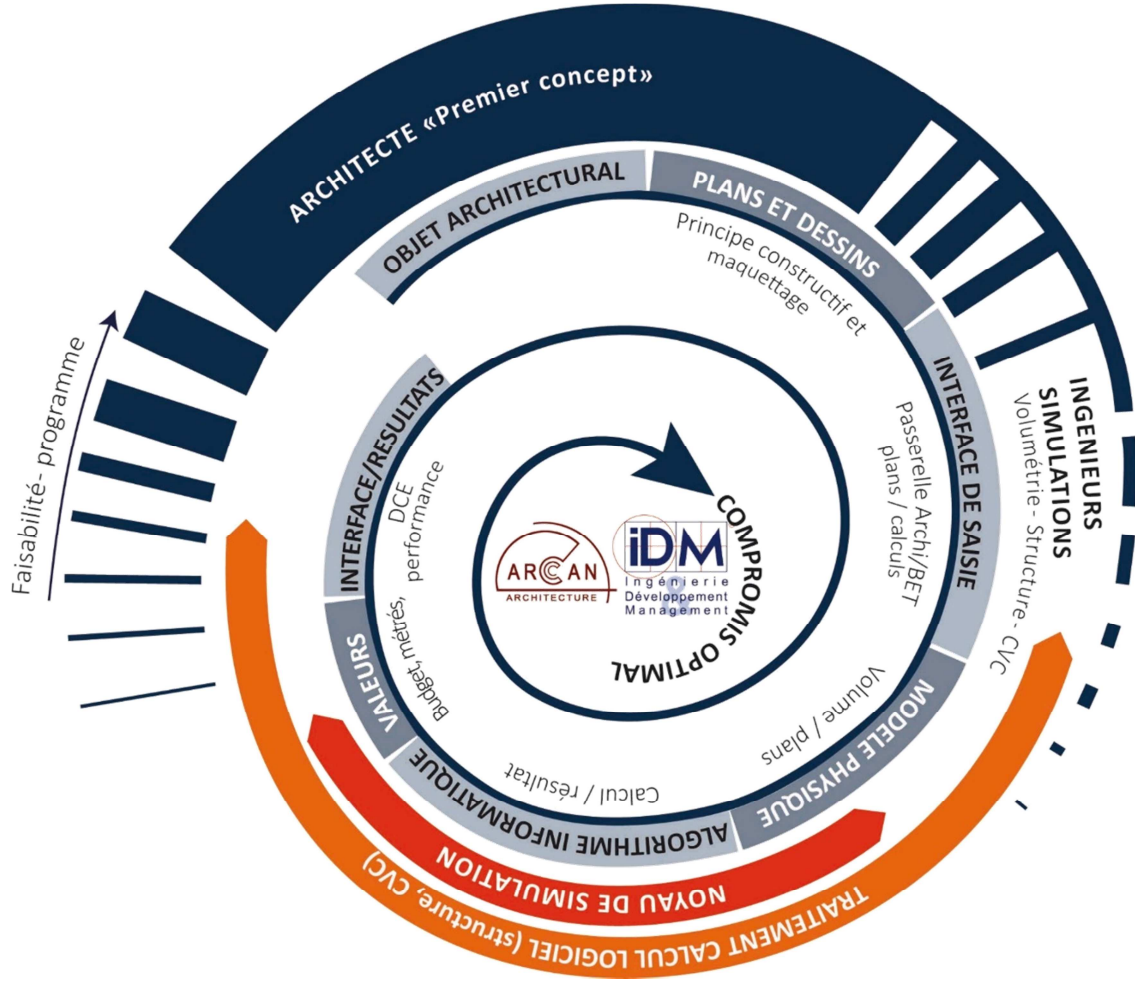 ARCHITECTE «Premier concept»
OBJET ARCHITECTURAL
PLANS ET DESSINS
Principe constructif et
maquettage
INTERFACE DE SAISIE
Passerelle Archi/BET
plans / calculs
INGENIEURS
SIMULATIONS
Volumétrie - Structure - CVC
MODELE PHYSIQUE
Volume / plans
ALGORITHME INFORMATIQUE
Calcul / résultat
NOYAU DE SIMULATION
TRAITEMENT CALCUL LOGICIEL (structure, CVC)
VALEURS
Budget, métrés,
INTERFACE/RESULTATS
DCE
performance
Faisabilité- programme
COMPROMIS OPTIMAL
ARCCAN
ARCHITECTURE
iDM
Ingénierie
Développement
Management
&